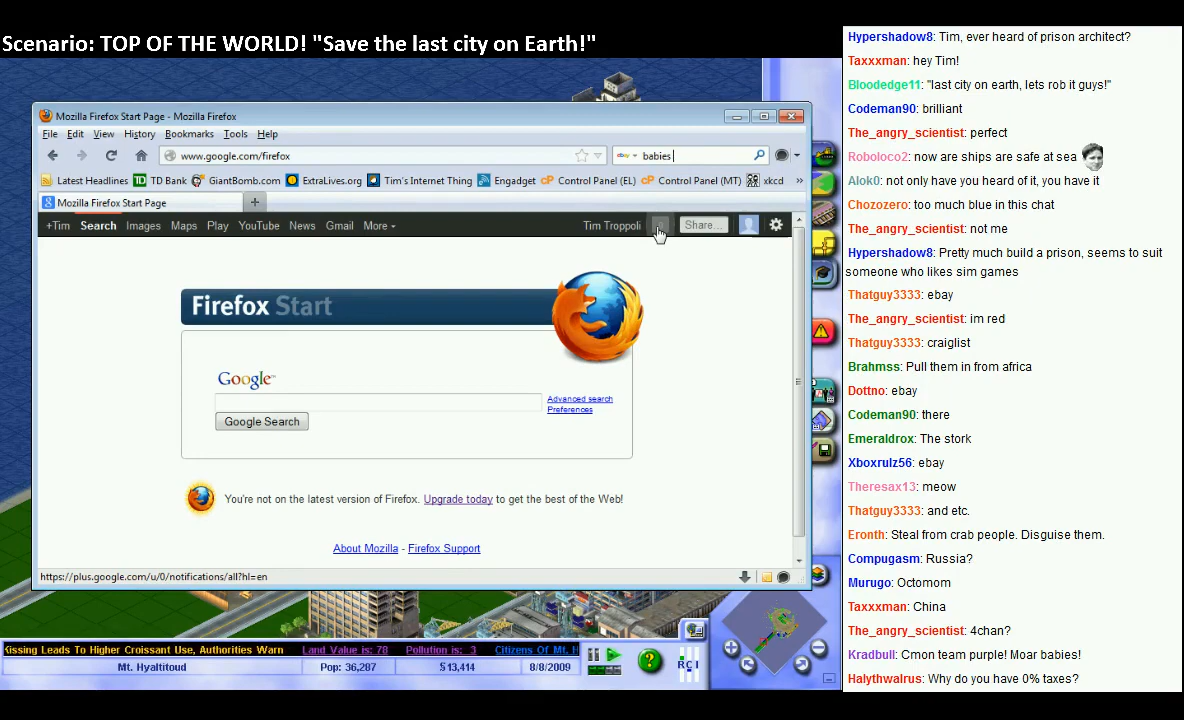 Scenario: TOP OF THE WORLD! "Save the last city on Earth!"
Mozilla Firefox Start Page - Mozilla Firefox
File Edit View History Bookmarks Tools Help
www.google.com/firefox
babies
Latest Headlines TD Bank GiantBomb.com ExtraLives.org Tim's Internet Thing Engadget Control Panel (EL) Control Panel (MT) xkcd »
Mozilla Firefox Start Page
+Tim Search Images Maps Play YouTube News Gmail More
Tim Troppoli Share...
Firefox Start
Google™
Advanced search
Preferences
Google Search
You're not on the latest version of Firefox. Upgrade today to get the best of the Web!
About Mozilla - Firefox Support
https://plus.google.com/u/0/notifications/all?hl=en
Kissing Leads To Higher Croissant Use, Authorities Warn Land Value is: 78 Pollution is: 3 Citizens Of Mt. H
Mt. Hyaltitoud Pop: 36,287 $13,414 8/8/2009
RCI
Hypershadow8: Tim, ever heard of prison architect?
Taxxxman: hey Tim!
Bloodedge11: "last city on earth, lets rob it guys!"
Codeman90: brilliant
The_angry_scientist: perfect
Roboloco2: now are ships are safe at sea
Alok0: not only have you heard of it, you have it
Chozozero: too much blue in this chat
The_angry_scientist: not me
Hypershadow8: Pretty much build a prison, seems to suit
someone who likes sim games
Thatguy3333: ebay
The_angry_scientist: im red
Thatguy3333: craiglist
Brahmss: Pull them in from africa
Dottno: ebay
Codeman90: there
Emeraldrox: The stork
Xboxrulz56: ebay
Theresax13: meow
Thatguy3333: and etc.
Eronth: Steal from crab people. Disguise them.
Compugasm: Russia?
Murugo: Octomom
Taxxxman: China
The_angry_scientist: 4chan?
Kradbull: Cmon team purple! Moar babies!
Halythwalrus: Why do you have 0% taxes?